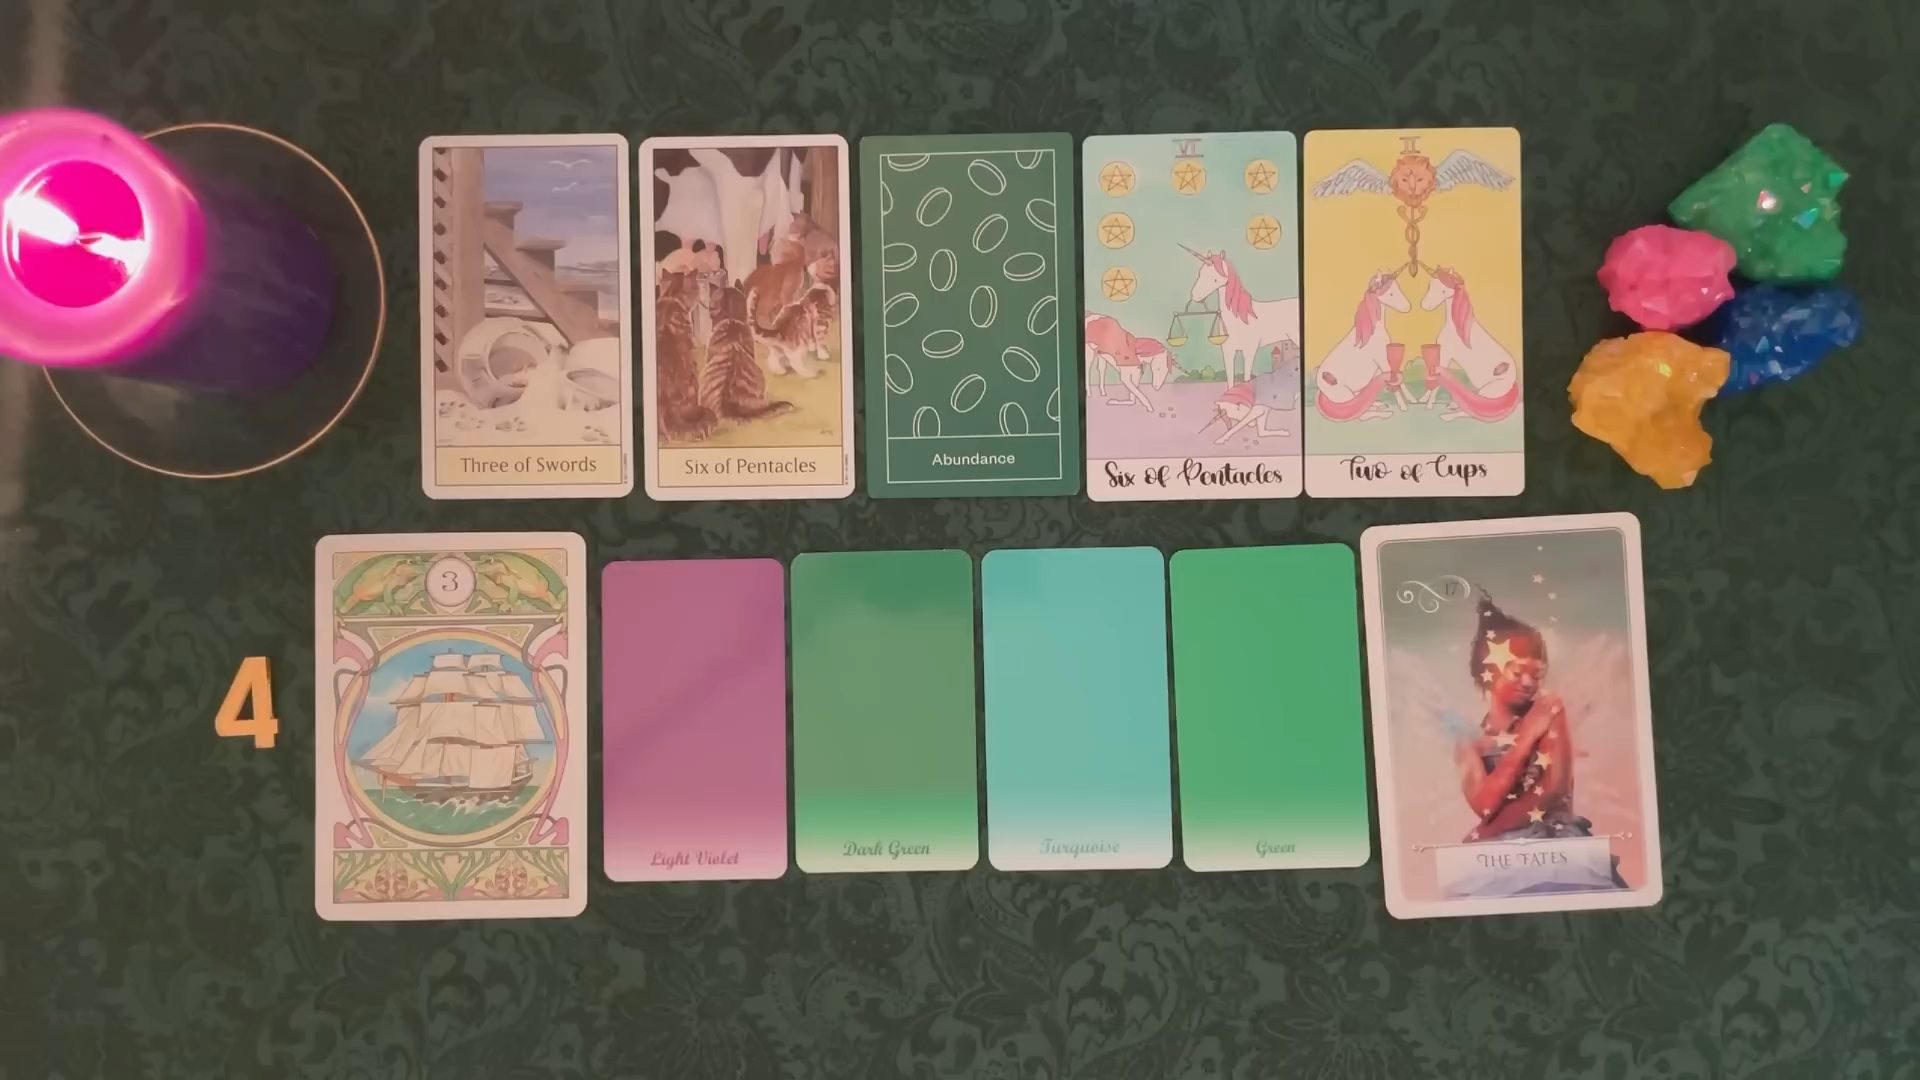 VI
II
Three of Swords
Six of Pentacles
Abundance
Six of Pentacles
Two of Cups
3
17
4
Light Violet
Dark Green
Turquoise
Green
THE FATES